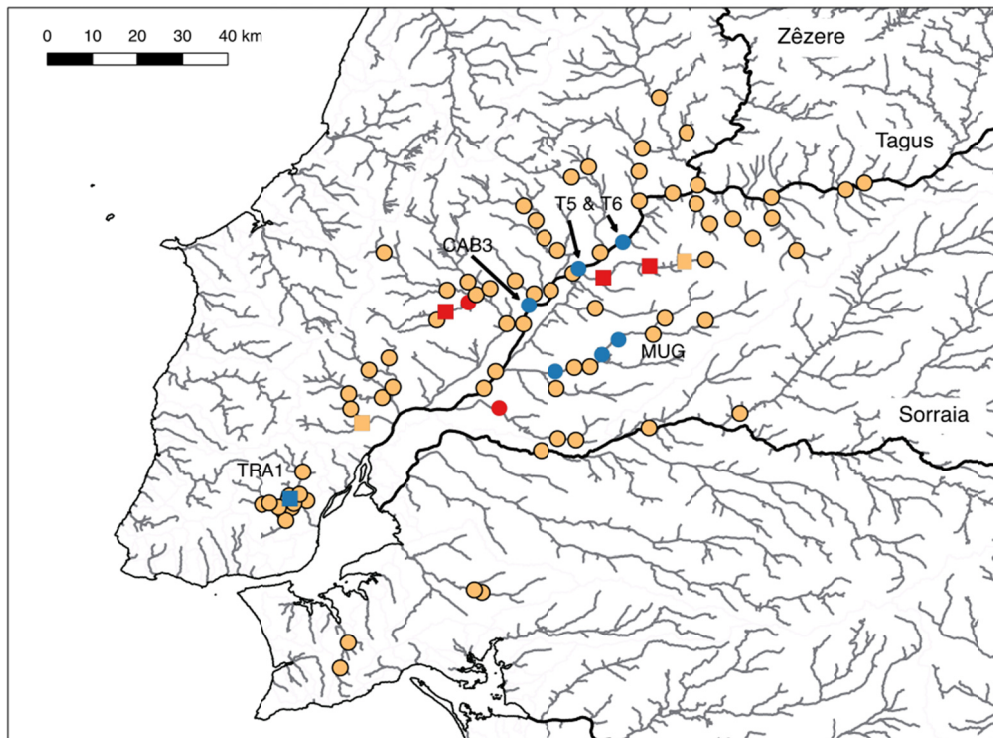 0 10 20 30 40 km
Zêzere
Tagus
T5 & T6
CAB3
MUG
Sorraia
TRA1